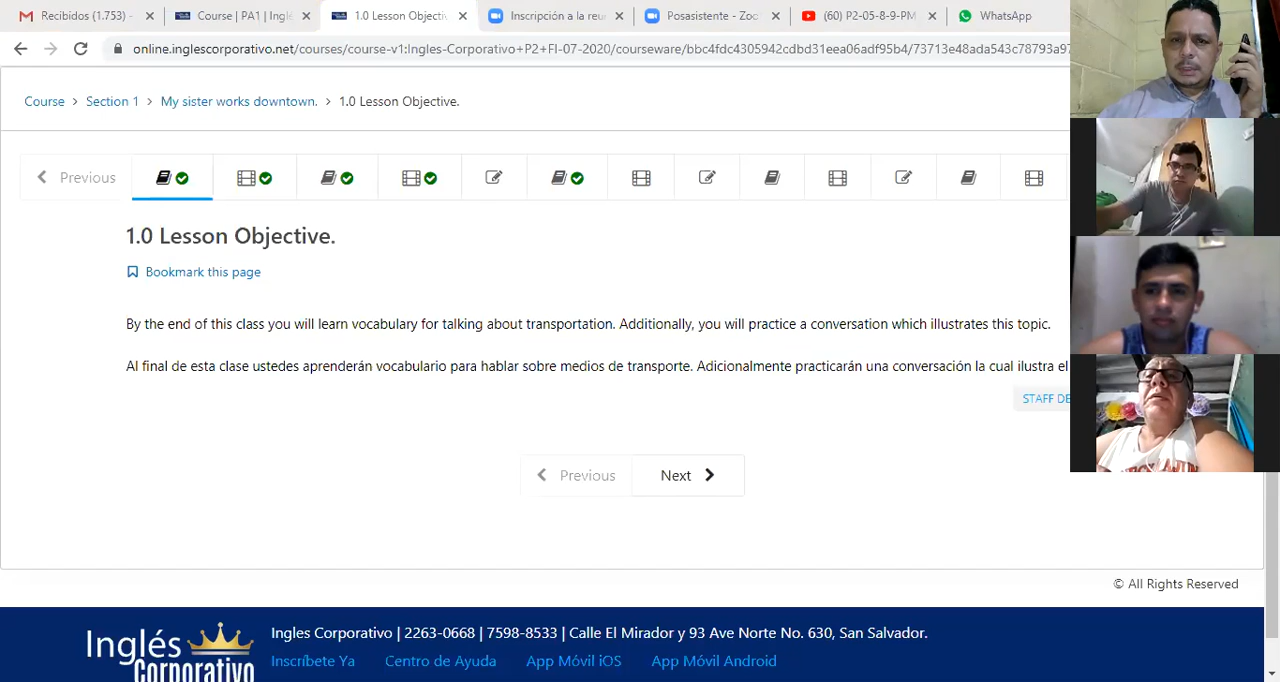 Recibidos (1.753) -
Course | PA1 | Ingle
1.0 Lesson Objectiv
Inscripción a la reu
Posasistente - Zoo
(60) P2-05-8-9-PM
WhatsApp
online.inglescorporativo.net/courses/course-v1:Ingles-Corporativo+P2+FI-07-2020/courseware/bbc4fdc4305942cdbd31eea06adf95b4/73713e48ada543c78793a97
Course > Section 1 > My sister works downtown. > 1.0 Lesson Objective.
Previous
1.0 Lesson Objective.
Bookmark this page
By the end of this class you will learn vocabulary for talking about transportation. Additionally, you will practice a conversation which illustrates this topic.
Al final de esta clase ustedes aprenderán vocabulario para hablar sobre medios de transporte. Adicionalmente practicarán una conversación la cual ilustra el
STAFF DE
Previous Next
© All Rights Reserved
Inglés Corporativo
Ingles Corporativo | 2263-0668 | 7598-8533 | Calle El Mirador y 93 Ave Norte No. 630, San Salvador.
Inscríbete Ya Centro de Ayuda App Móvil iOS App Móvil Android